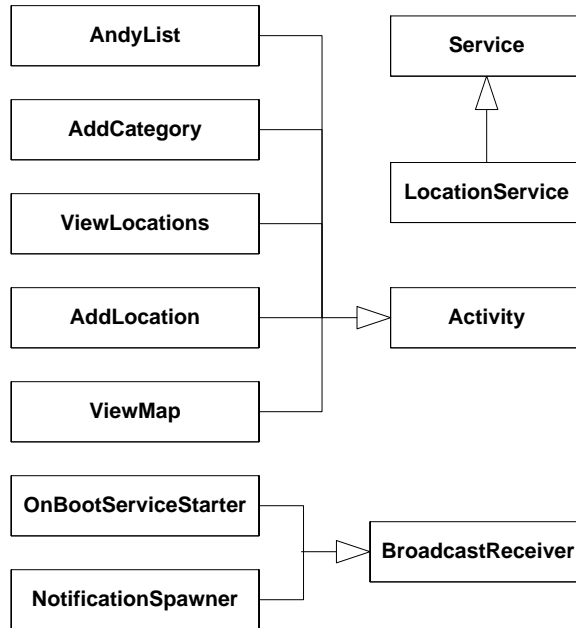 AndyList
Service
AddCategory
LocationService
ViewLocations
AddLocation
Activity
ViewMap
OnBootServiceStarter
BroadcastReceiver
NotificationSpawner